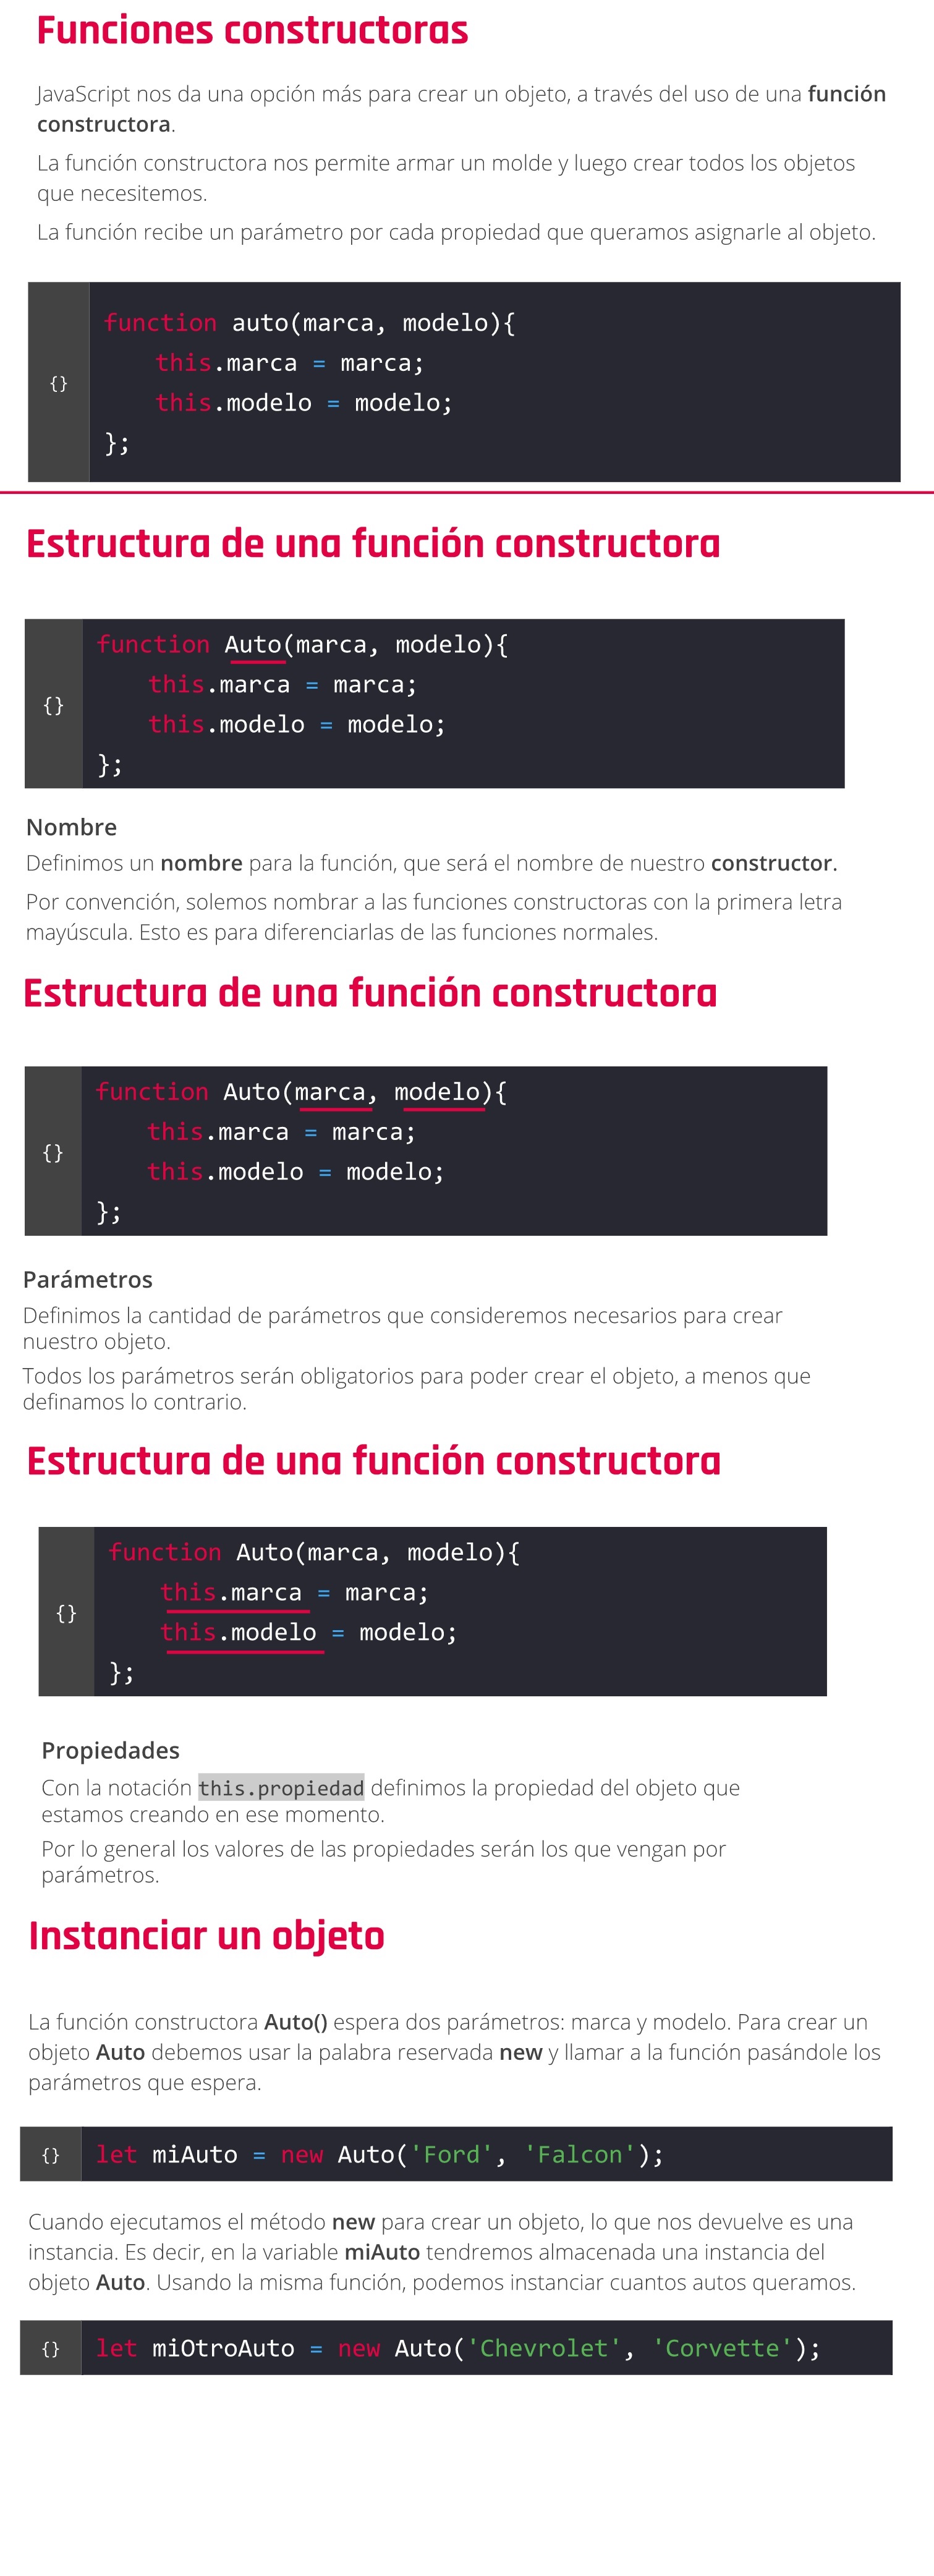 Funciones constructoras
JavaScript nos da una opción más para crear un objeto, a través del uso de una función
constructora.
La función constructora nos permite armar un molde y luego crear todos los objetos
que necesitemos.
La función recibe un parámetro por cada propiedad que queramos asignarle al objeto.
function auto(marca, modelo){
this.marca = marca;
{}
this.modelo = modelo;
};
Estructura de una función constructora
function Auto(marca, modelo){
this.marca = marca;
{}
this.modelo = modelo;
};
Nombre
Definimos un nombre para la función, que será el nombre de nuestro constructor.
Por convención, solemos nombrar a las funciones constructoras con la primera letra
mayúscula. Esto es para diferenciarlas de las funciones normales.
Estructura de una función constructora
function Auto(marca, modelo){
this.marca = marca;
{}
this.modelo = modelo;
};
Parámetros
Definimos la cantidad de parámetros que consideremos necesarios para crear
nuestro objeto.
Todos los parámetros serán obligatorios para poder crear el objeto, a menos que
definamos lo contrario.
Estructura de una función constructora
function Auto(marca, modelo){
this.marca = marca;
{}
this.modelo = modelo;
};
Propiedades
Con la notación this.propiedad definimos la propiedad del objeto que
estamos creando en ese momento.
Por lo general los valores de las propiedades serán los que vengan por
parámetros.
Instanciar un objeto
La función constructora Auto() espera dos parámetros: marca y modelo. Para crear un
objeto Auto debemos usar la palabra reservada new y llamar a la función pasándole los
parámetros que espera.
{} let miAuto = new Auto('Ford', 'Falcon');
Cuando ejecutamos el método new para crear un objeto, lo que nos devuelve es una
instancia. Es decir, en la variable miAuto tendremos almacenada una instancia del
objeto Auto. Usando la misma función, podemos instanciar cuantos autos queramos.
{} let miOtroAuto = new Auto('Chevrolet', 'Corvette');